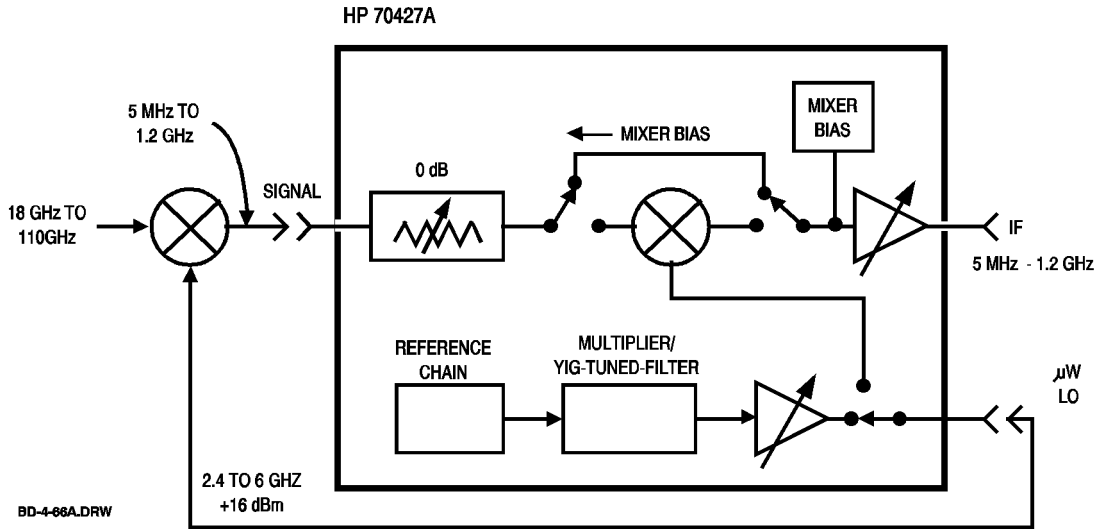 HP 70427A
5 MHz TO
1.2 GHz
MIXER
BIAS
MIXER BIAS
0 dB
SIGNAL
18 GHz TO
110GHz
IF
5 MHz - 1.2 GHz
REFERENCE
CHAIN
MULTIPLIER/
YIG-TUNED-FILTER
µW
LO
2.4 TO 6 GHZ
+16 dBm
BD-4-66A.DRW